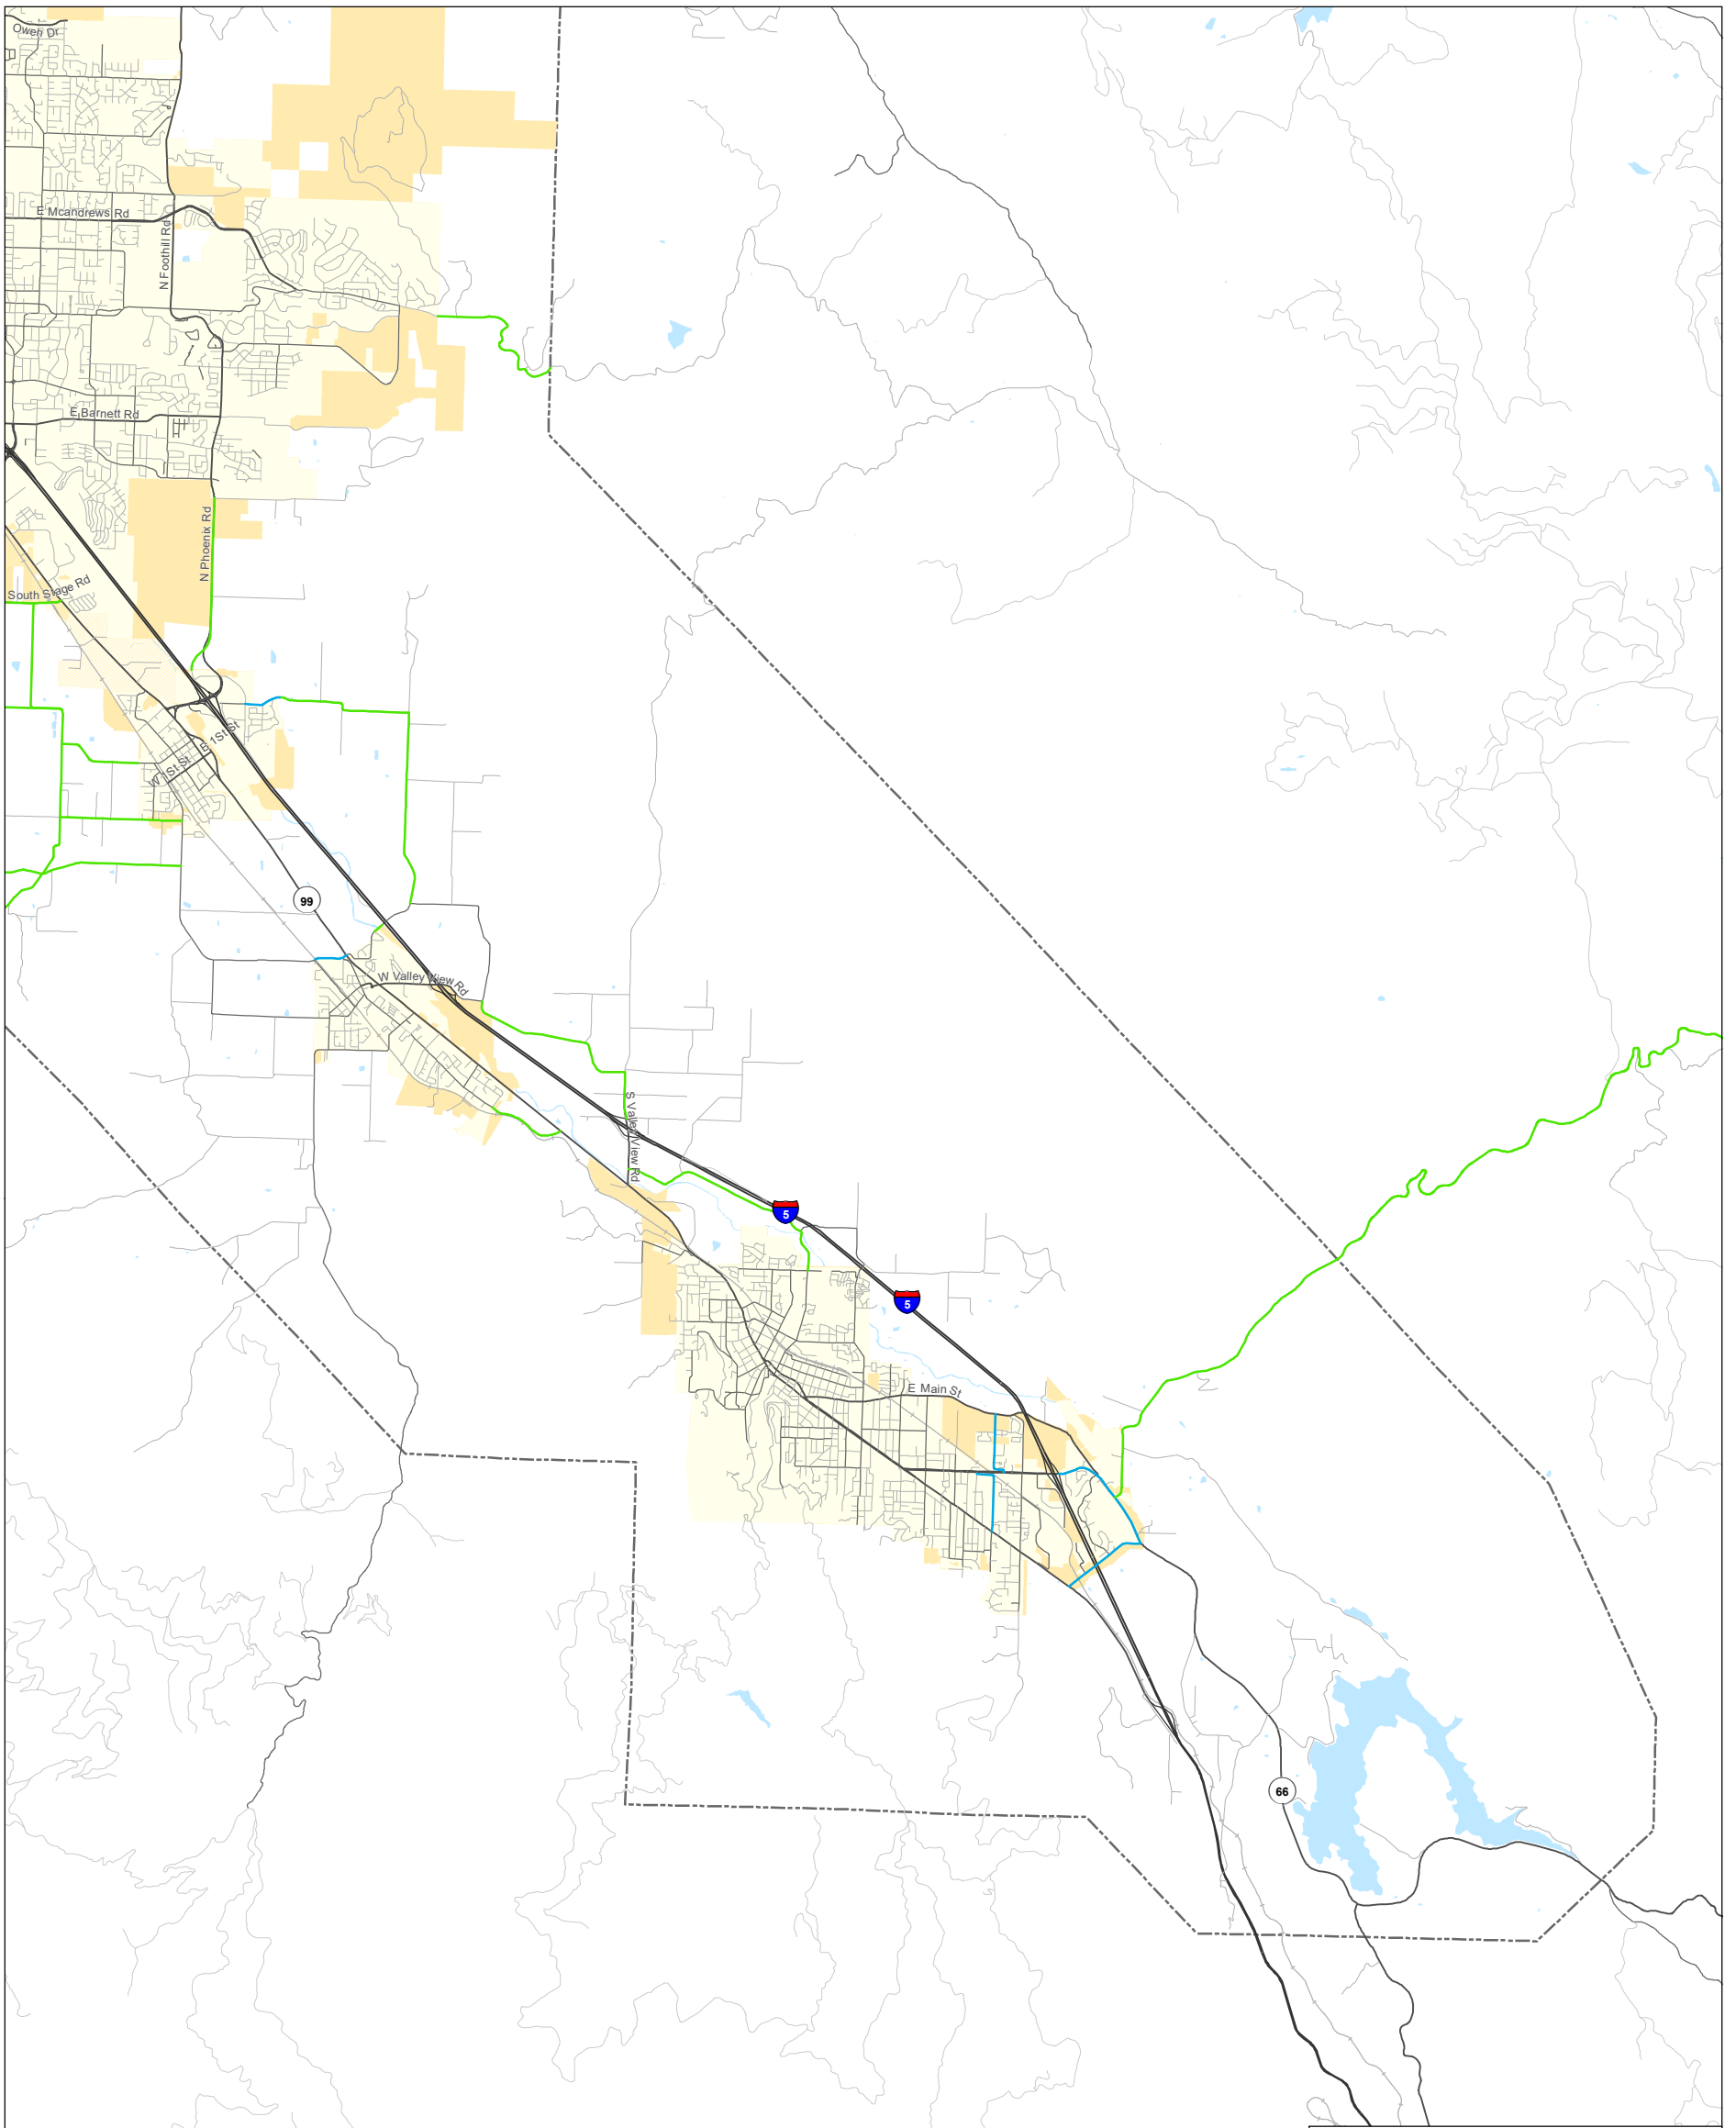 Owen Dr
E Mcandrews Rd
N Foothill Rd
E Barnett Rd
N Phoenix Rd
South Stage Rd
E 1St St
W 1St St
99
W Valley View Rd
S Valley View Rd
5
5
E Main St
66